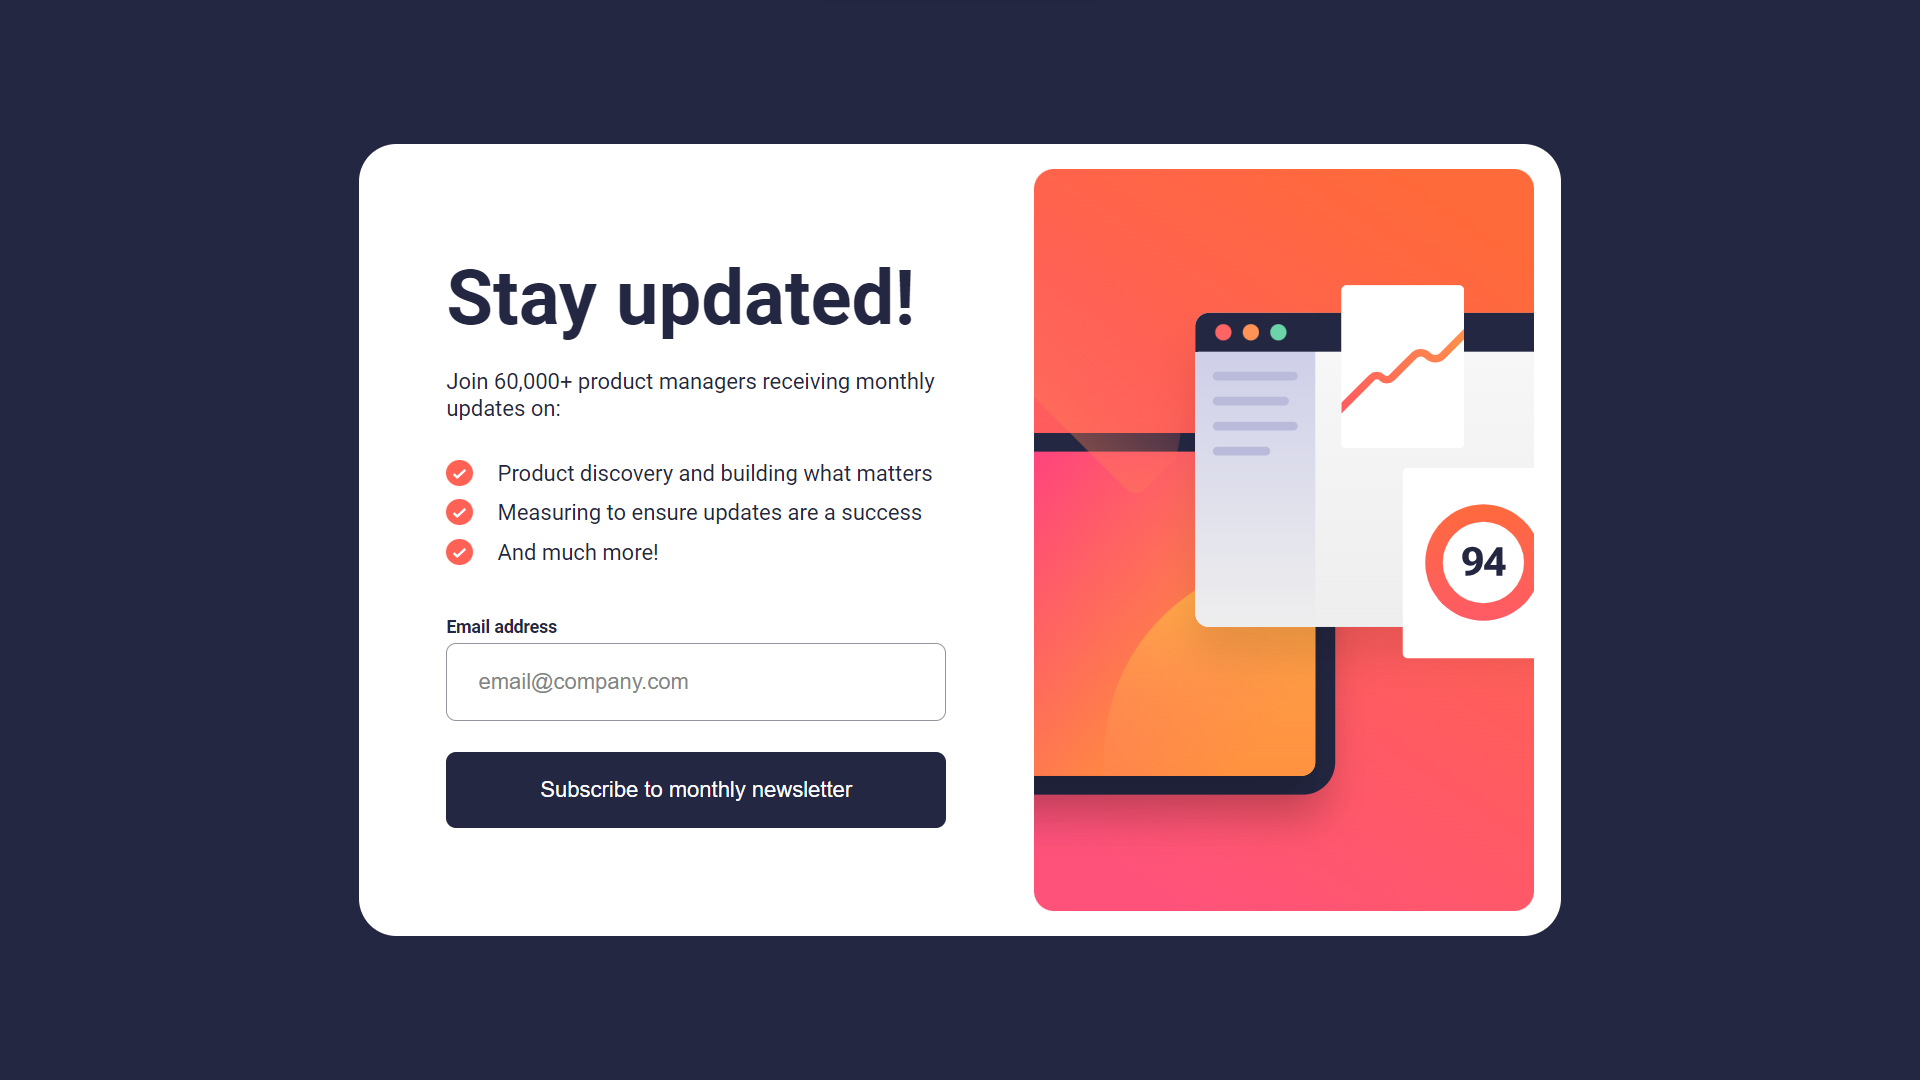 Stay updated!
Join 60,000+ product managers receiving monthly
updates on:
Product discovery and building what matters
Measuring to ensure updates are a success
And much more!
Email address
email@company.com
Subscribe to monthly newsletter
94